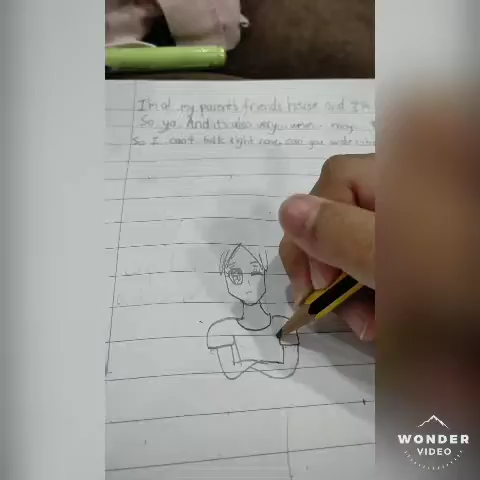 I'm at my parents friends house and I'm
So ya. And it's also very
So I can't talk right now, can you
WONDER
VIDEO